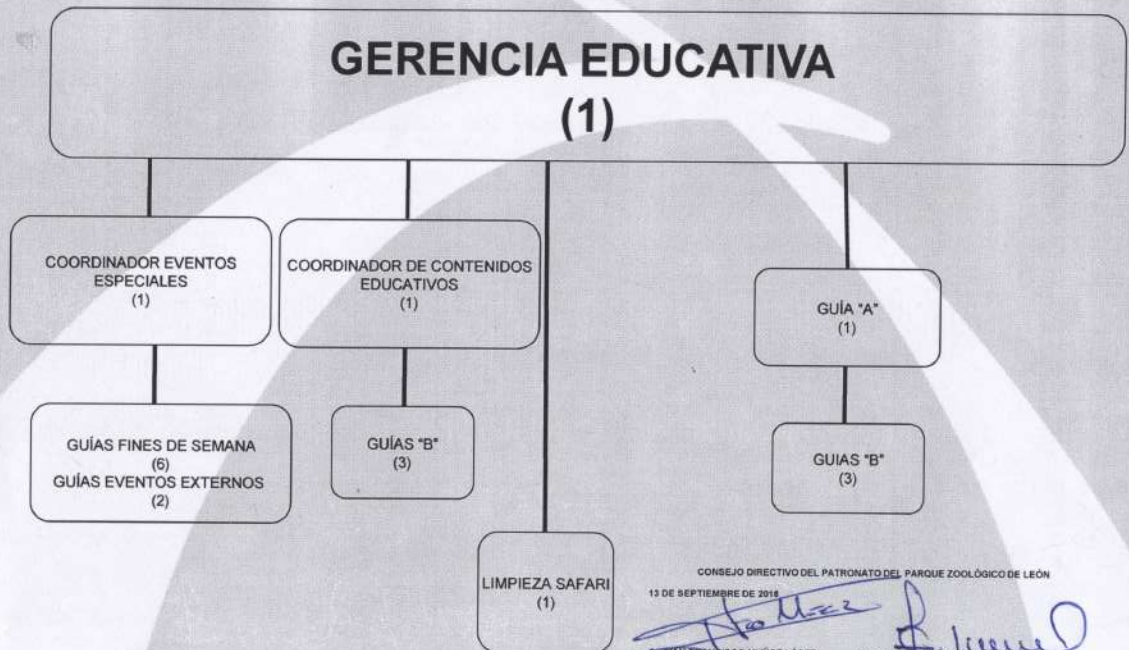 GERENCIA EDUCATIVA
(1)
COORDINADOR EVENTOS
ESPECIALES
(1)
COORDINADOR DE CONTENIDOS
EDUCATIVOS
(1)
GUÍA "A"
(1)
GUÍAS FINES DE SEMANA
(6)
GUÍAS EVENTOS EXTERNOS
(2)
GUÍAS "B"
(3)
GUIAS "B"
(3)
LIMPIEZA SAFARI
(1)
CONSEJO DIRECTIVO DEL PATRONATO DEL PARQUE ZOOLÓGICO DE LEÓN
13 DE SEPTIEMBRE DE